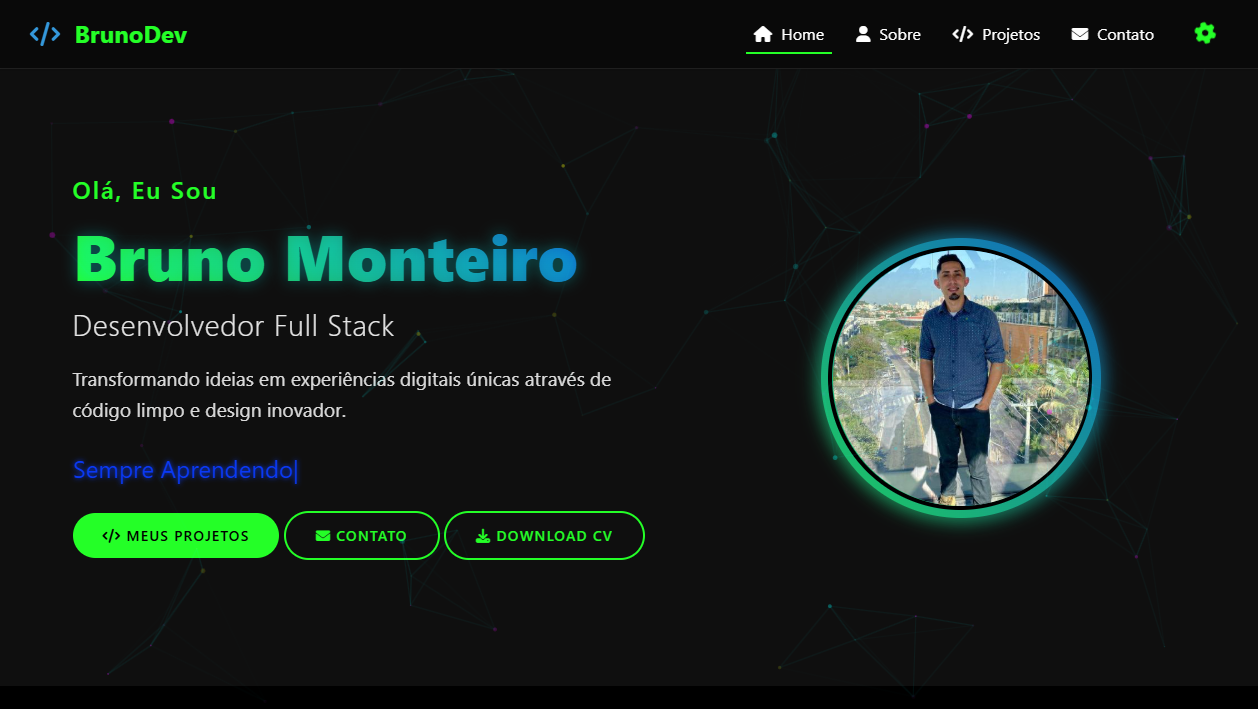 BrunoDev
Home
Sobre
Projetos
Contato
Olá, Eu Sou
Bruno Monteiro
Desenvolvedor Full Stack
Transformando ideias em experiências digitais únicas através de
código limpo e design inovador.
Sempre Aprendendo|
MEUS PROJETOS
CONTATO
DOWNLOAD CV